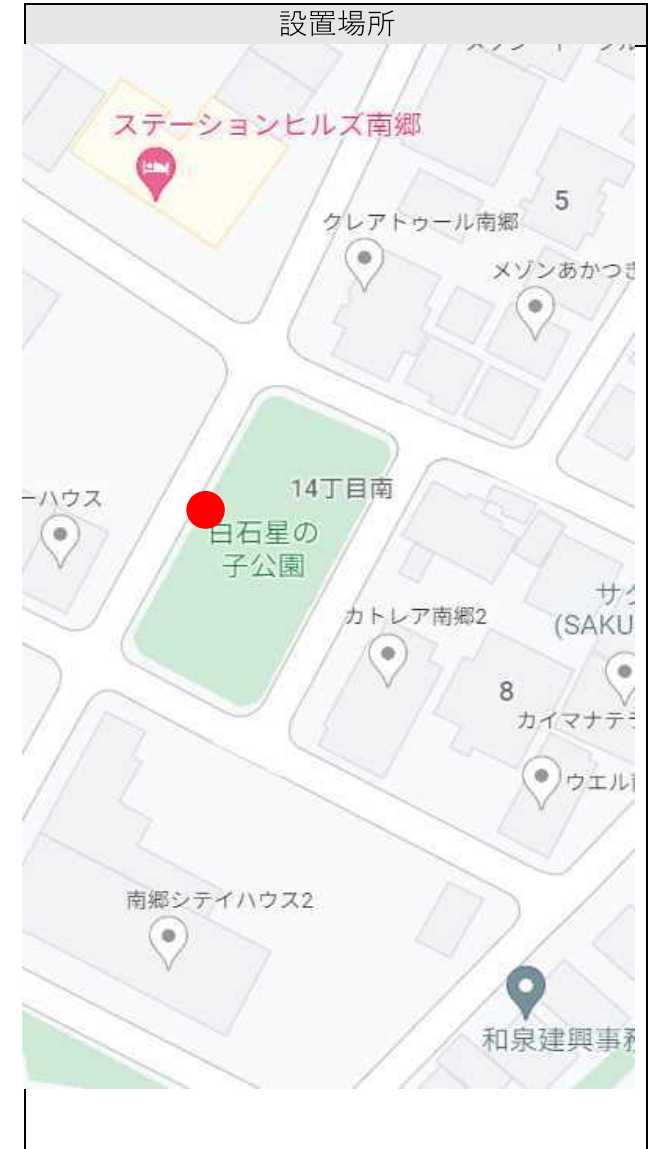 設置場所
ステーションヒルズ南郷
5
クレアトゥール南郷
メゾンあかつき
14丁目南
ーハウス
白石星の
子公園
サク
(SAKU
カトレア南郷2
8
カイマナテラ
ウエル
南郷シテイハウス2
和泉建興事務